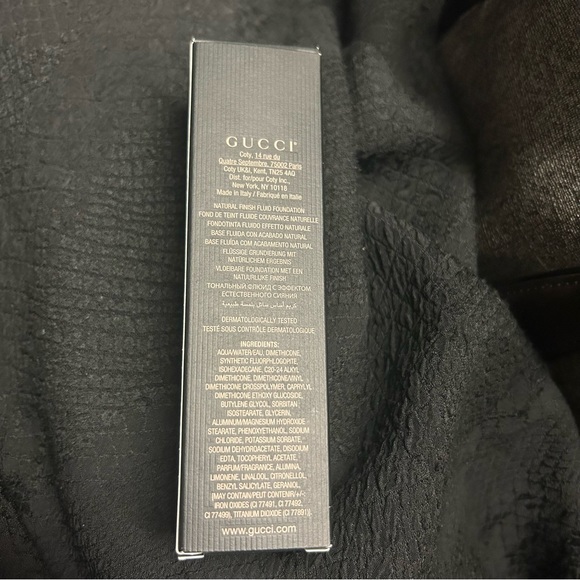 GUCCI
Coty, 14 rue du
Quatre Septembre, 75002 Paris
Coty UK&I, Kent, TN25 4AQ
Dist. for/pour Coty Inc.,
New York, NY 10118
Made in Italy / Fabriqué en Italie
NATURAL FINISH FLUID FOUNDATION
FOND DE TEINT FLUIDE COUVRANCE NATURELLE
FONDOTINTA FLUIDO EFFETTO NATURALE
BASE FLUIDA CON ACABADO NATURAL
BASE FLUÍDA COM ACABAMENTO NATURAL
FLÜSSIGE GRUNDIERUNG MIT
NATÜRLICHEM ERGEBNIS
VLOEIBARE FOUNDATION MET EEN
NATUURLIJKE FINISH
ТОНАЛЬНЫЙ ФЛЮИД С ЭФФЕКТОМ
ЕСТЕСТВЕННОГО СИЯНИЯ
كريم أساس سائل بلمسة طبيعية
DERMATOLOGICALLY TESTED
TESTÉ SOUS CONTRÔLE DERMATOLOGIQUE
INGREDIENTS:
AQUA/WATER/EAU, DIMETHICONE,
SYNTHETIC FLUORPHLOGOPITE,
ISOHEXADECANE, C20-24 ALKYL
DIMETHICONE, DIMETHICONE/VINYL
DIMETHICONE CROSSPOLYMER, CAPRYLYL
DIMETHICONE ETHOXY GLUCOSIDE,
BUTYLENE GLYCOL, SORBITAN
ISOSTEARATE, GLYCERIN,
ALUMINUM/MAGNESIUM HYDROXIDE
STEARATE, PHENOXYETHANOL, SODIUM
CHLORIDE, POTASSIUM SORBATE,
SODIUM DEHYDROACETATE, DISODIUM
EDTA, TOCOPHERYL ACETATE,
PARFUM/FRAGRANCE, ALUMINA,
LIMONENE, LINALOOL, CITRONELLOL,
BENZYL SALICYLATE, GERANIOL,
[MAY CONTAIN/PEUT CONTENIR/+/-:
IRON OXIDES (CI 77491, CI 77492,
CI 77499), TITANIUM DIOXIDE (CI 77891)].
www.gucci.com